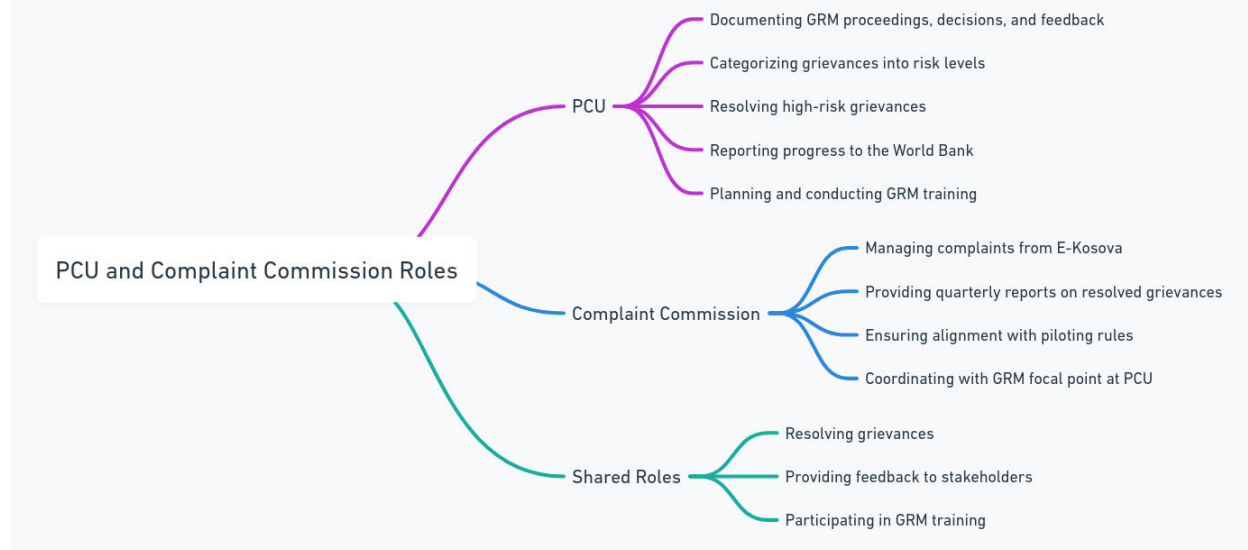 PCU and Complaint Commission Roles
PCU
Documenting GRM proceedings, decisions, and feedback
Categorizing grievances into risk levels
Resolving high-risk grievances
Reporting progress to the World Bank
Planning and conducting GRM training
Complaint Commission
Managing complaints from E-Kosova
Providing quarterly reports on resolved grievances
Ensuring alignment with piloting rules
Coordinating with GRM focal point at PCU
Shared Roles
Resolving grievances
Providing feedback to stakeholders
Participating in GRM training